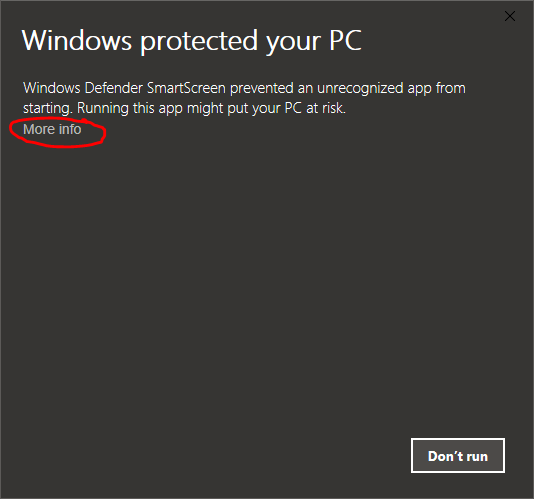 Windows protected your PC
Windows Defender SmartScreen prevented an unrecognized app from
starting. Running this app might put your PC at risk.
More info
Don't run